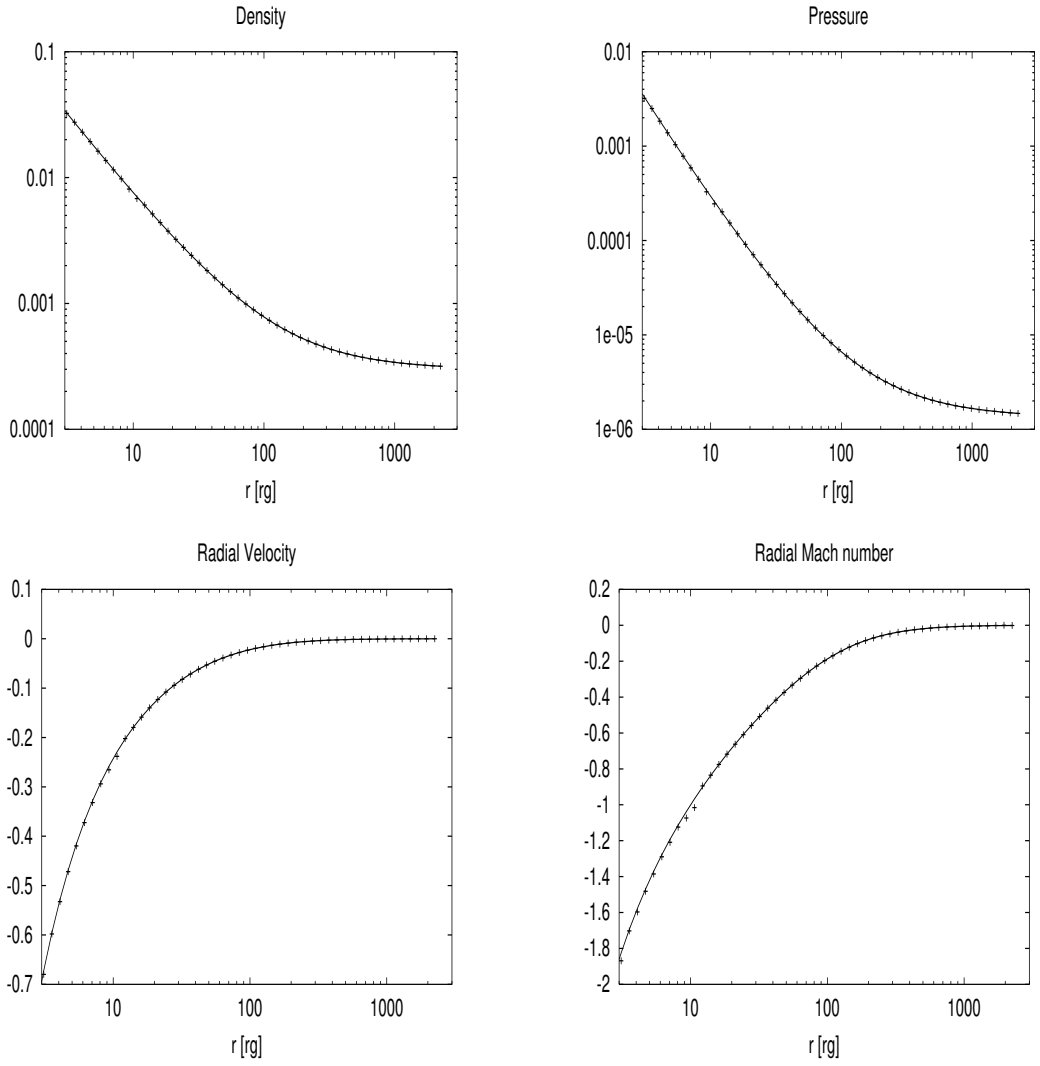 Density
0.1
0.01
0.001
0.0001
10 100 1000
r [rg]
Pressure
0.01
0.001
0.0001
1e-05
1e-06
10 100 1000
r [rg]
Radial Velocity
0.1
0
-0.1
-0.2
-0.3
-0.4
-0.5
-0.6
-0.7
10 100 1000
r [rg]
Radial Mach number
0.2
0
-0.2
-0.4
-0.6
-0.8
-1
-1.2
-1.4
-1.6
-1.8
-2
10 100 1000
r [rg]